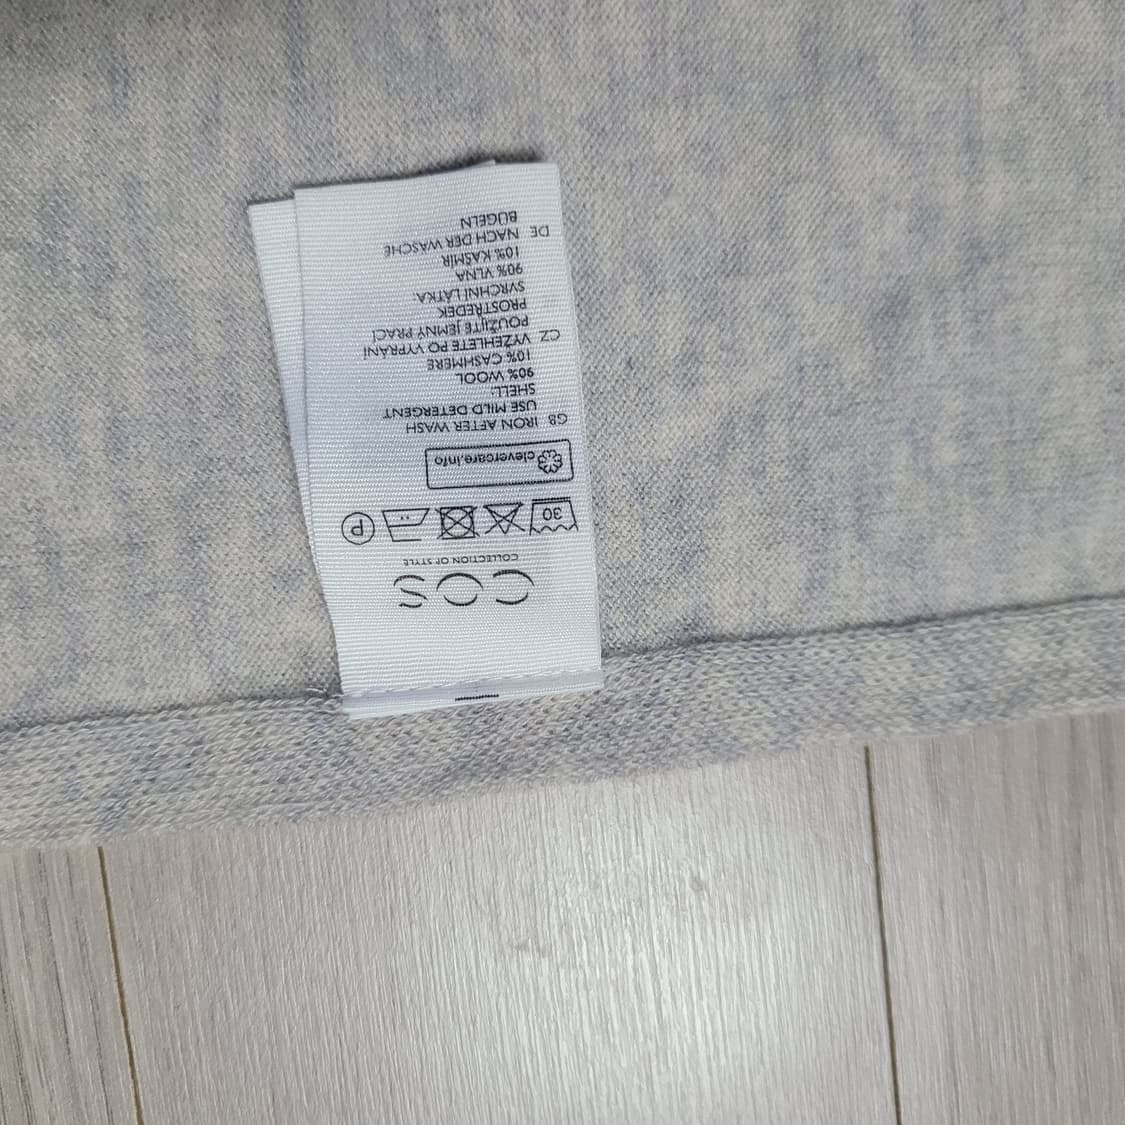 COS
COLLECTION OF STYLE
30 P
clevercare.info
GB IRON AFTER WASH
USE MILD DETERGENT
SHELL:
90% WOOL
10% CASHMERE
CZ VYŽEHLETE PO VYPRÁNÍ
POUŽIJTE JEMNÝ PRACÍ
PROSTŘEDEK
SVRCHNÍ LÁTKA:
90% VLNA
10% KAŠMÍR
DE NACH DER WÄSCHE
BÜGELN